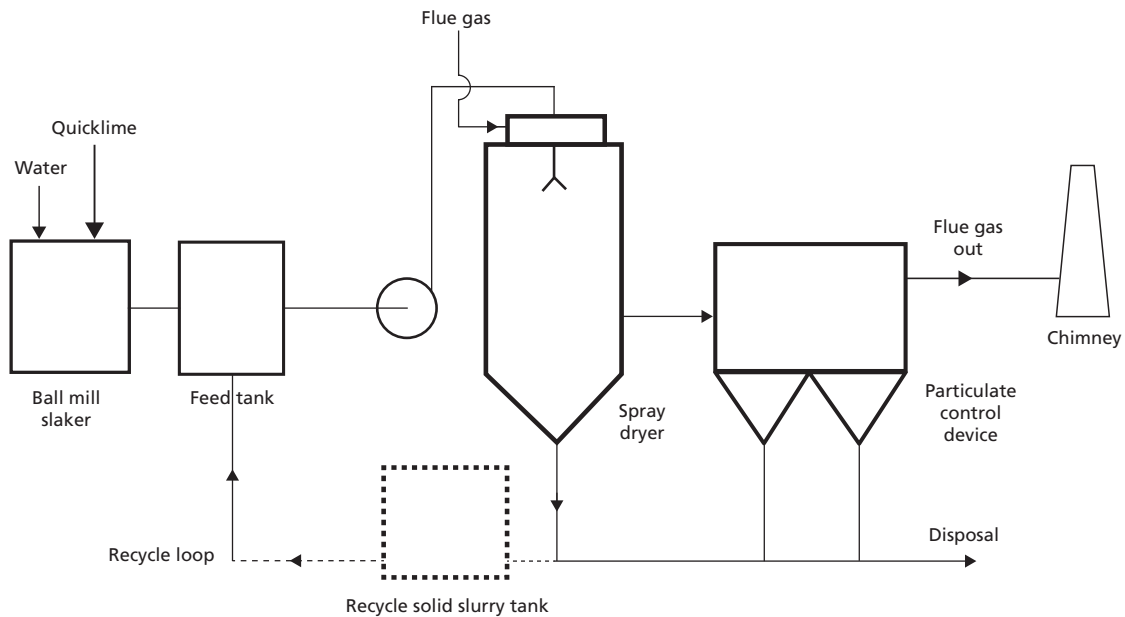 Flue gas
Quicklime
Water
Flue gas
out
Chimney
Ball mill
slaker
Feed tank
Spray
dryer
Particulate
control
device
Recycle loop
Disposal
Recycle solid slurry tank